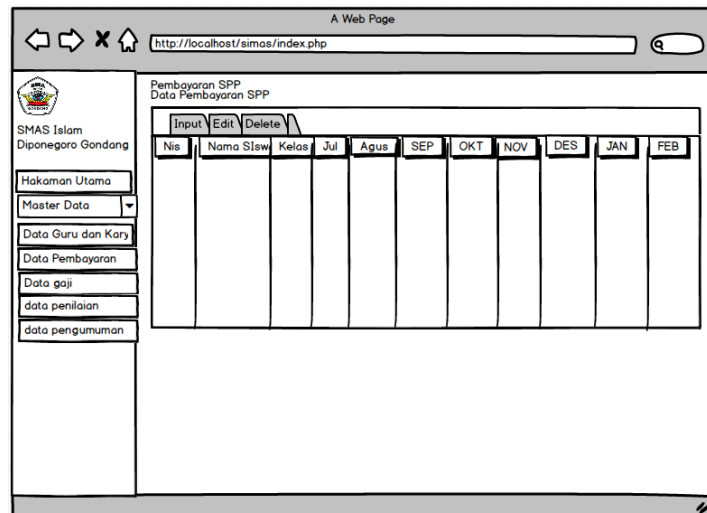 A Web Page
http://localhost/simas/index.php
SMAS Islam
Diponegoro Gondang
Hakaman Utama
Master Data
Data Guru dan Kary
Data Pembayaran
Data gaji
data penilaian
data pengumuman
Pembayaran SPP
Data Pembayaran SPP
Input Edit Delete
Nis Nama SIsw Kelas Jul Agus SEP OKT NOV DES JAN FEB